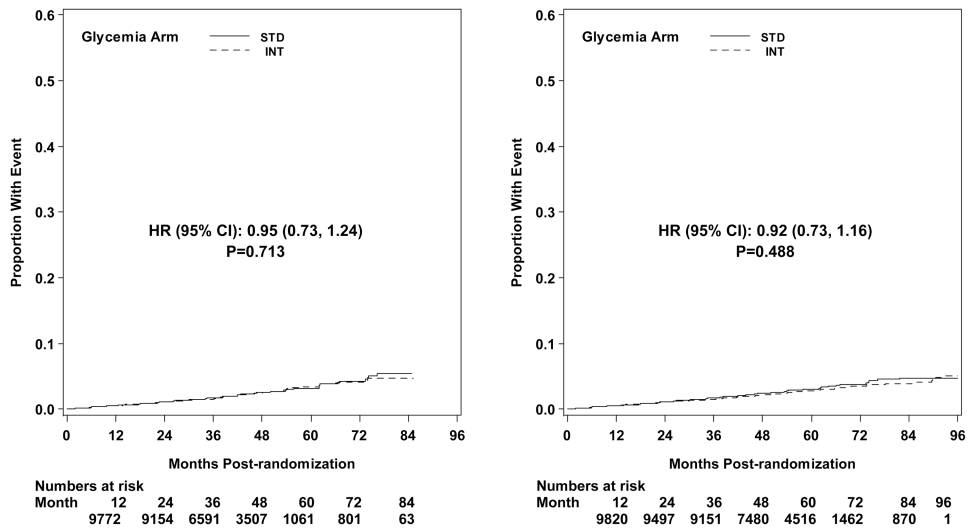 Glycemia Arm STD
INT
Proportion With Event
0.6
0.5
0.4
0.3
0.2
0.1
0.0
HR (95% CI): 0.95 (0.73, 1.24)
P=0.713
0 12 24 36 48 60 72 84 96
Months Post-randomization
Numbers at risk
Month 12 24 36 48 60 72 84
9772 9154 6591 3507 1061 801 63
Glycemia Arm STD
INT
Proportion With Event
0.6
0.5
0.4
0.3
0.2
0.1
0.0
HR (95% CI): 0.92 (0.73, 1.16)
P=0.488
0 12 24 36 48 60 72 84 96
Months Post-randomization
Numbers at risk
Month 12 24 36 48 60 72 84 96
9820 9497 9151 7480 4516 1462 870 1